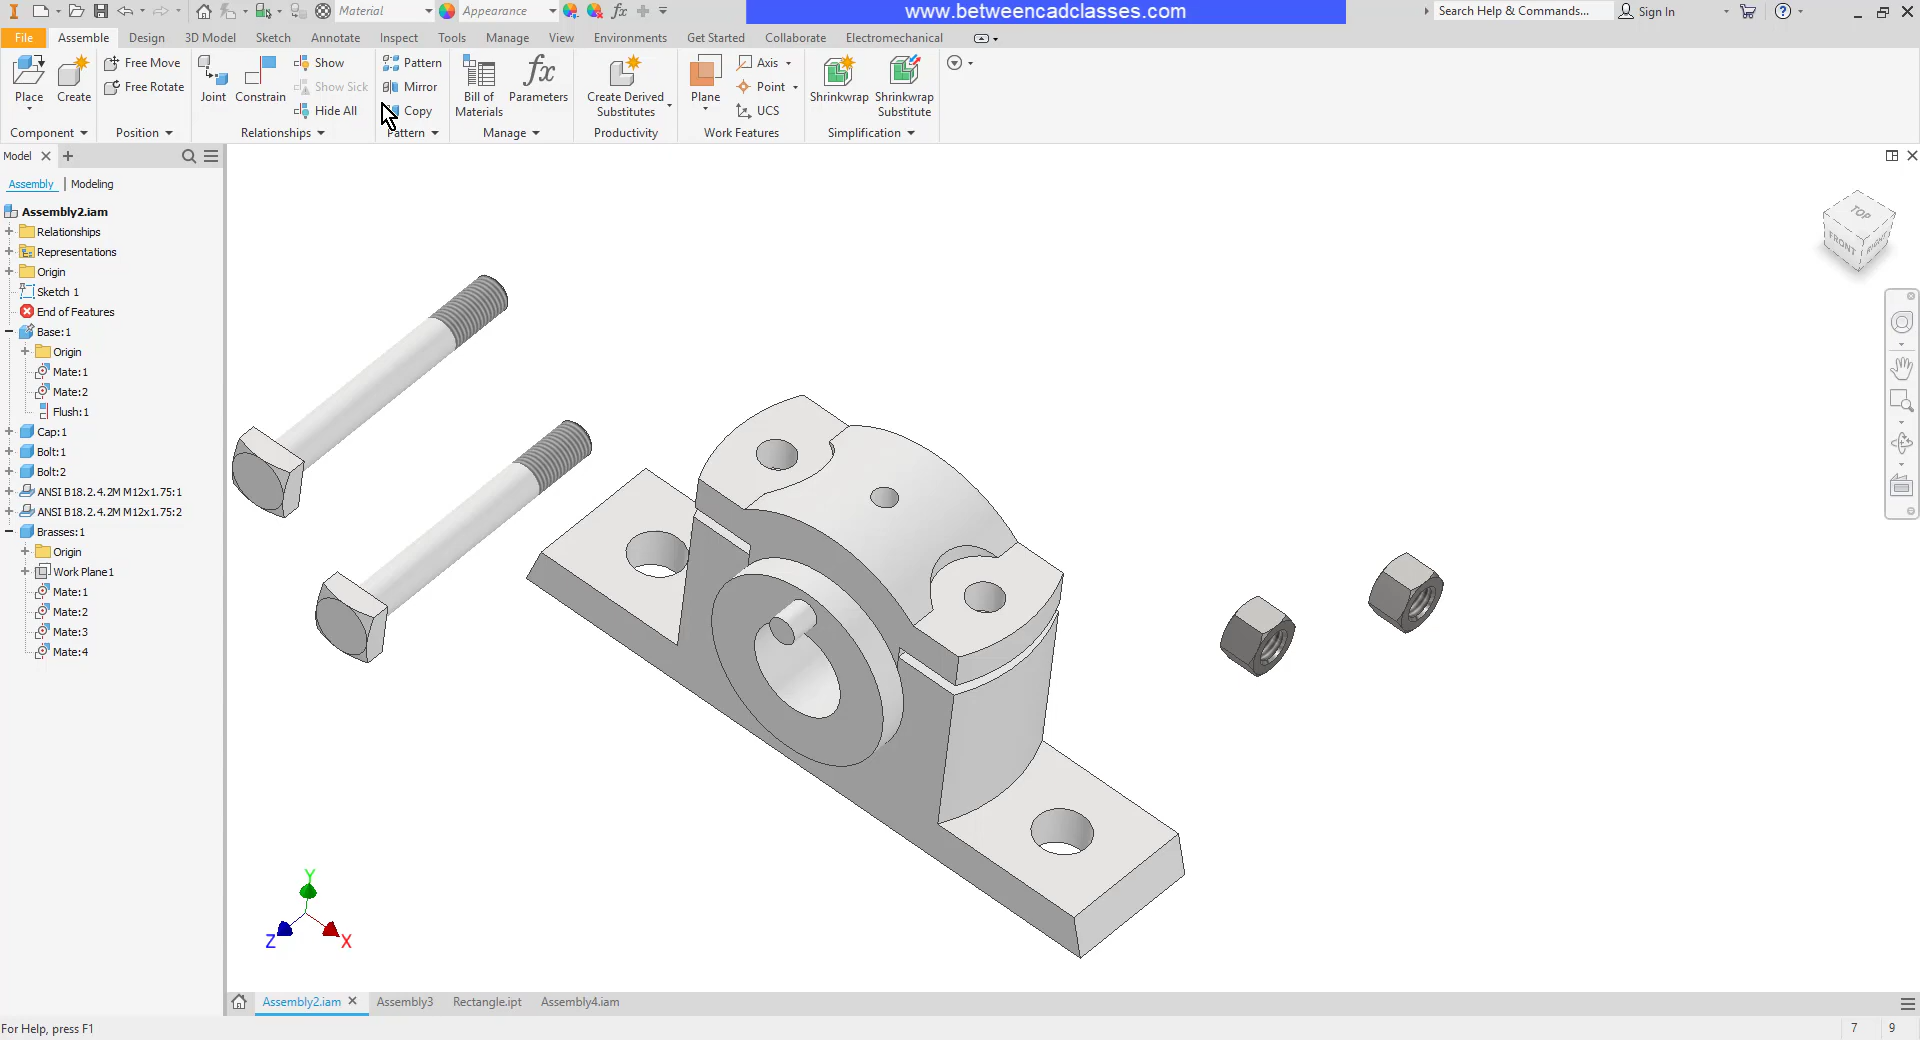 Material
Appearance
fx
www.betweencadclasses.com
Search Help & Commands...
Sign In
File
Assemble
Design
3D Model
Sketch
Annotate
Inspect
Tools
Manage
View
Environments
Get Started
Collaborate
Electromechanical
Place
Create
Free Move
Free Rotate
Component
Position
Joint
Constrain
Show
Show Sick
Hide All
Relationships
Pattern
Mirror
Copy
Pattern
Bill of
Materials
fx
Parameters
Manage
Create Derived
Substitutes
Productivity
Plane
Axis
Point
UCS
Work Features
Shrinkwrap
Shrinkwrap
Substitute
Simplification
Model
Assembly | Modeling
Assembly2.iam
Relationships
Representations
Origin
Sketch 1
End of Features
Base:1
Origin
Mate:1
Mate:2
Flush:1
Cap:1
Bolt:1
Bolt:2
ANSI B18.2.4.2M M12x1.75:1
ANSI B18.2.4.2M M12x1.75:2
Brasses:1
Origin
Work Plane1
Mate:1
Mate:2
Mate:3
Mate:4
TOP
FRONT
RIGHT
Y
Z
X
Assembly2.iam
Assembly3
Rectangle.ipt
Assembly4.iam
For Help, press F1
7
9